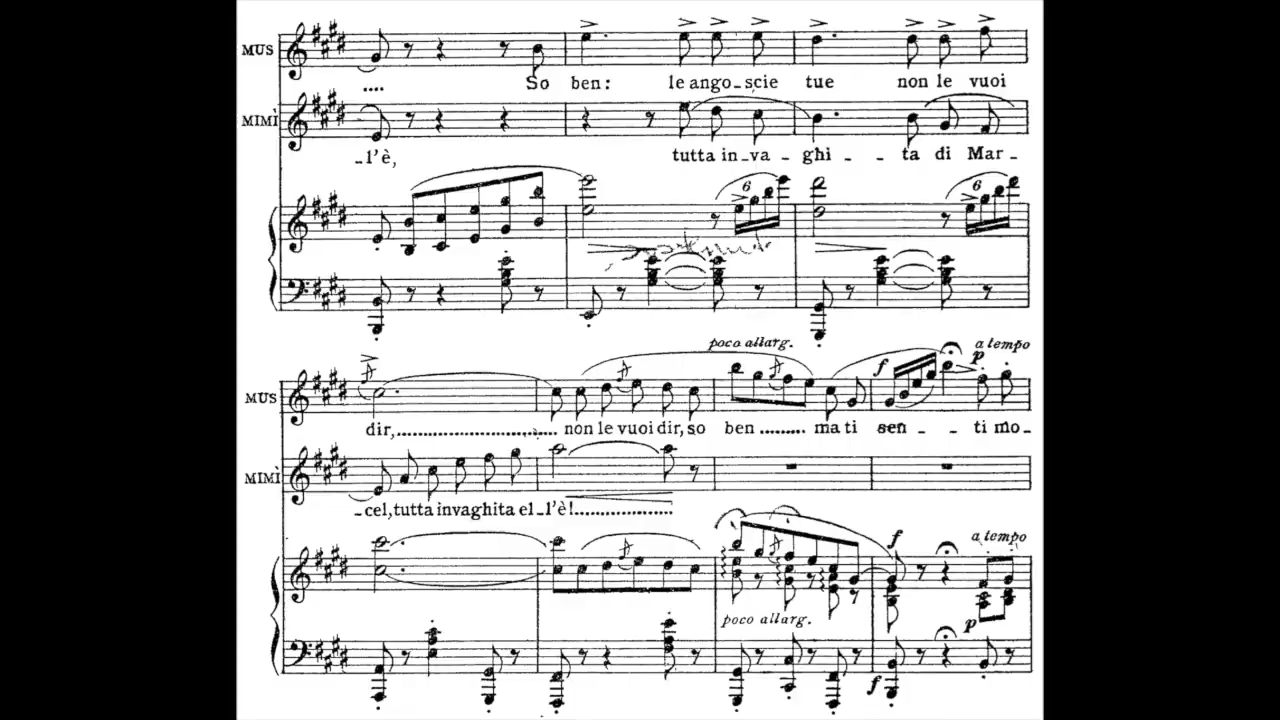 MUS
.... So ben: le ango_scie tue non le vuoi
MIMÌ
_l'è, tutta in_va_ghi_ta di Mar_
6 6
poco allarg. f p a tempo
MUS
dir,.............................. non le vuoi dir, so ben ......... ma ti sen_ _ti mo_
MIMÌ
_cel, tutta invaghita el_l'è!...................
f a tempo
poco allarg. p
f